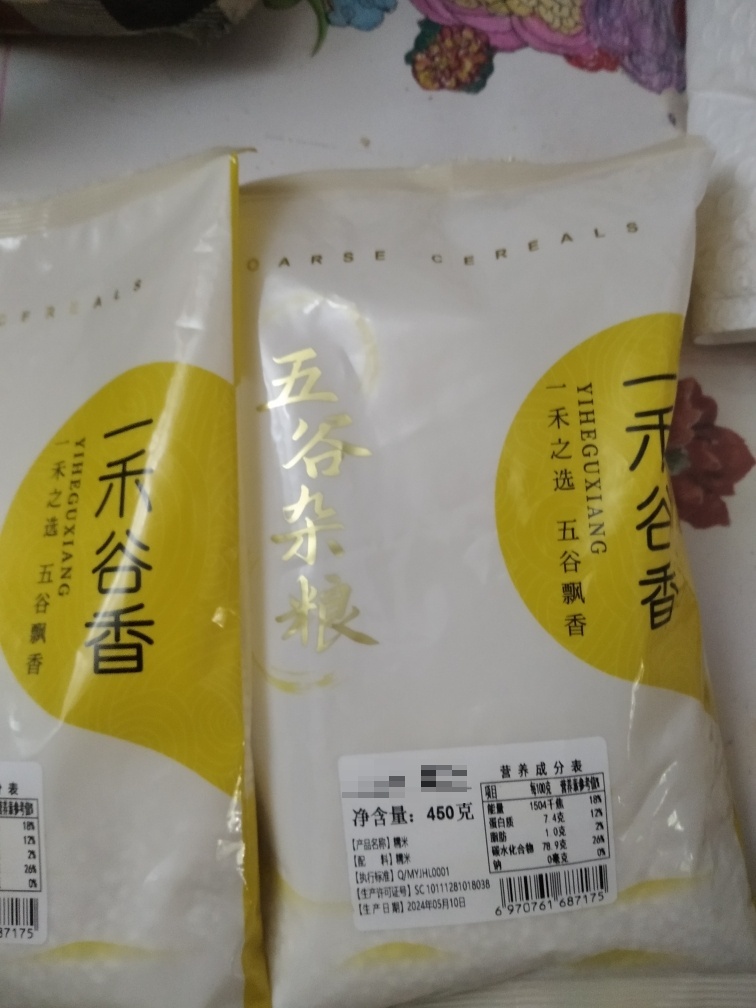 CEREALS
一禾谷香
YIHEGUXIANG
一禾之选 五谷飘香
分表
18%
12%
2%
26%
0%
87175
OARSE CEREALS
五谷杂粮
一禾谷香
YIHEGUXIANG
一禾之选 五谷飘香
净含量：450克
【产品名称】糯米
【配 料】糯米
【执行标准】Q/MYJHL0001
【生产许可证号】SC10111281018038
【生产日期】2024年05月10日
营养成分表
项目 每100克 营养素参考值%
能量 1504千焦 18%
蛋白质 7.4克 12%
脂肪 1.0克 2%
碳水化合物 78.9克 26%
钠 0毫克 0%
6 970761 687175